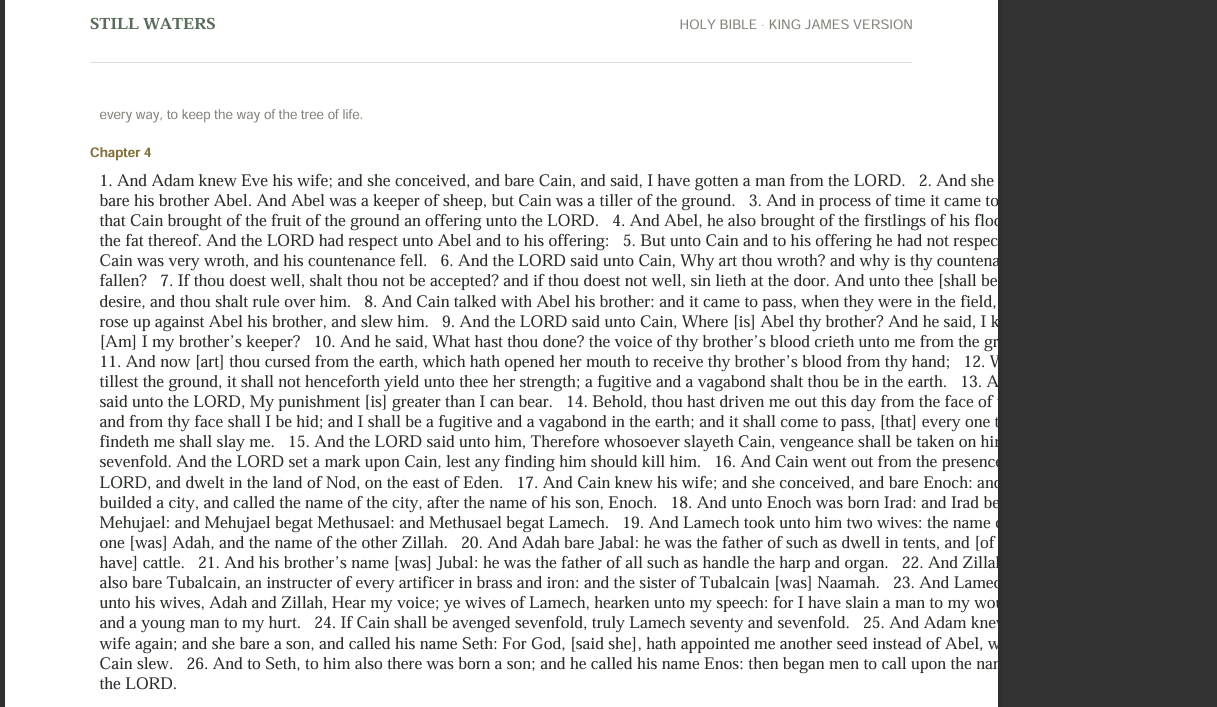 STILL WATERS
HOLY BIBLE · KING JAMES VERSION
every way, to keep the way of the tree of life.
Chapter 4
1. And Adam knew Eve his wife; and she conceived, and bare Cain, and said, I have gotten a man from the LORD. 2. And she
bare his brother Abel. And Abel was a keeper of sheep, but Cain was a tiller of the ground. 3. And in process of time it came to
that Cain brought of the fruit of the ground an offering unto the LORD. 4. And Abel, he also brought of the firstlings of his
the fat thereof. And the LORD had respect unto Abel and to his offering: 5. But unto Cain and to his offering he had not
Cain was very wroth, and his countenance fell. 6. And the LORD said unto Cain, Why art thou wroth? and why is thy
fallen? 7. If thou doest well, shalt thou not be accepted? and if thou doest not well, sin lieth at the door. And unto thee [shall be
desire, and thou shalt rule over him. 8. And Cain talked with Abel his brother: and it came to pass, when they were in the field,
rose up against Abel his brother, and slew him. 9. And the LORD said unto Cain, Where [is] Abel thy brother? And he said, I
[Am] I my brother’s keeper? 10. And he said, What hast thou done? the voice of thy brother’s blood crieth unto me from the
11. And now [art] thou cursed from the earth, which hath opened her mouth to receive thy brother’s blood from thy hand; 12.
tillest the ground, it shall not henceforth yield unto thee her strength; a fugitive and a vagabond shalt thou be in the earth. 13.
said unto the LORD, My punishment [is] greater than I can bear. 14. Behold, thou hast driven me out this day from the face of
and from thy face shall I be hid; and I shall be a fugitive and a vagabond in the earth; and it shall come to pass, [that] every one
findeth me shall slay me. 15. And the LORD said unto him, Therefore whosoever slayeth Cain, vengeance shall be taken on
sevenfold. And the LORD set a mark upon Cain, lest any finding him should kill him. 16. And Cain went out from the presence
LORD, and dwelt in the land of Nod, on the east of Eden. 17. And Cain knew his wife; and she conceived, and bare Enoch: and
builded a city, and called the name of the city, after the name of his son, Enoch. 18. And unto Enoch was born Irad: and Irad
Mehujael: and Mehujael begat Methusael: and Methusael begat Lamech. 19. And Lamech took unto him two wives: the name
one [was] Adah, and the name of the other Zillah. 20. And Adah bare Jabal: he was the father of such as dwell in tents, and [of
have] cattle. 21. And his brother’s name [was] Jubal: he was the father of all such as handle the harp and organ. 22. And
also bare Tubalcain, an instructer of every artificer in brass and iron: and the sister of Tubalcain [was] Naamah. 23. And
unto his wives, Adah and Zillah, Hear my voice; ye wives of Lamech, hearken unto my speech: for I have slain a man to my
and a young man to my hurt. 24. If Cain shall be avenged sevenfold, truly Lamech seventy and sevenfold. 25. And Adam
wife again; and she bare a son, and called his name Seth: For God, [said she], hath appointed me another seed instead of Abel,
Cain slew. 26. And to Seth, to him also there was born a son; and he called his name Enos: then began men to call upon the
the LORD.